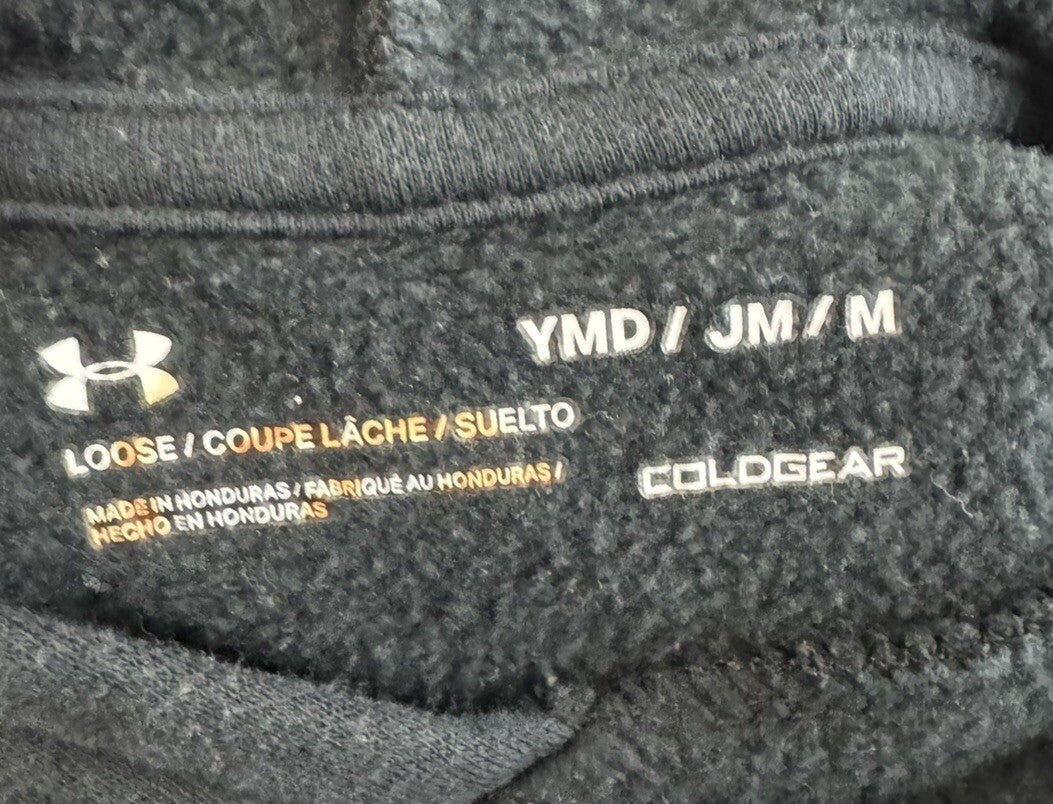 YMD / JM / M
LOOSE / COUPE LÂCHE / SUELTO
COLDGEAR
MADE IN HONDURAS / FABRIQUÉ AU HONDURAS /
HECHO EN HONDURAS